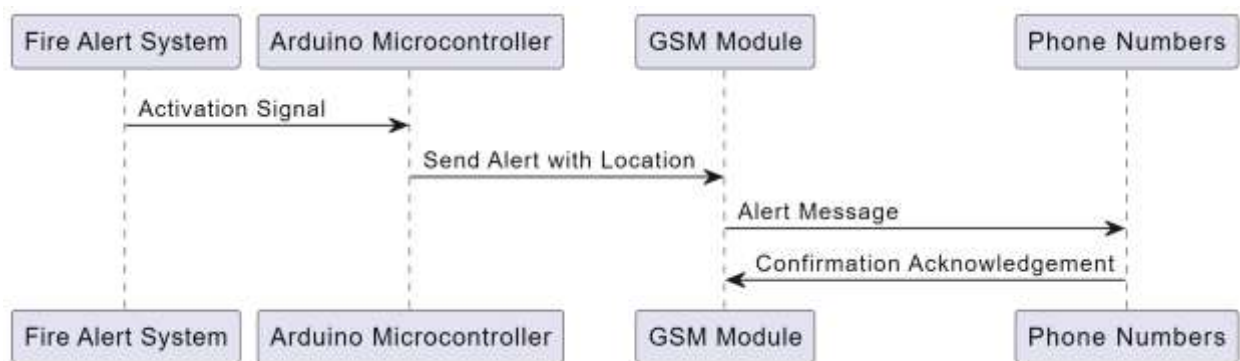 Fire Alert System Arduino Microcontroller GSM Module Phone Numbers
Activation Signal
Send Alert with Location
Alert Message
Confirmation Acknowledgement
Fire Alert System Arduino Microcontroller GSM Module Phone Numbers